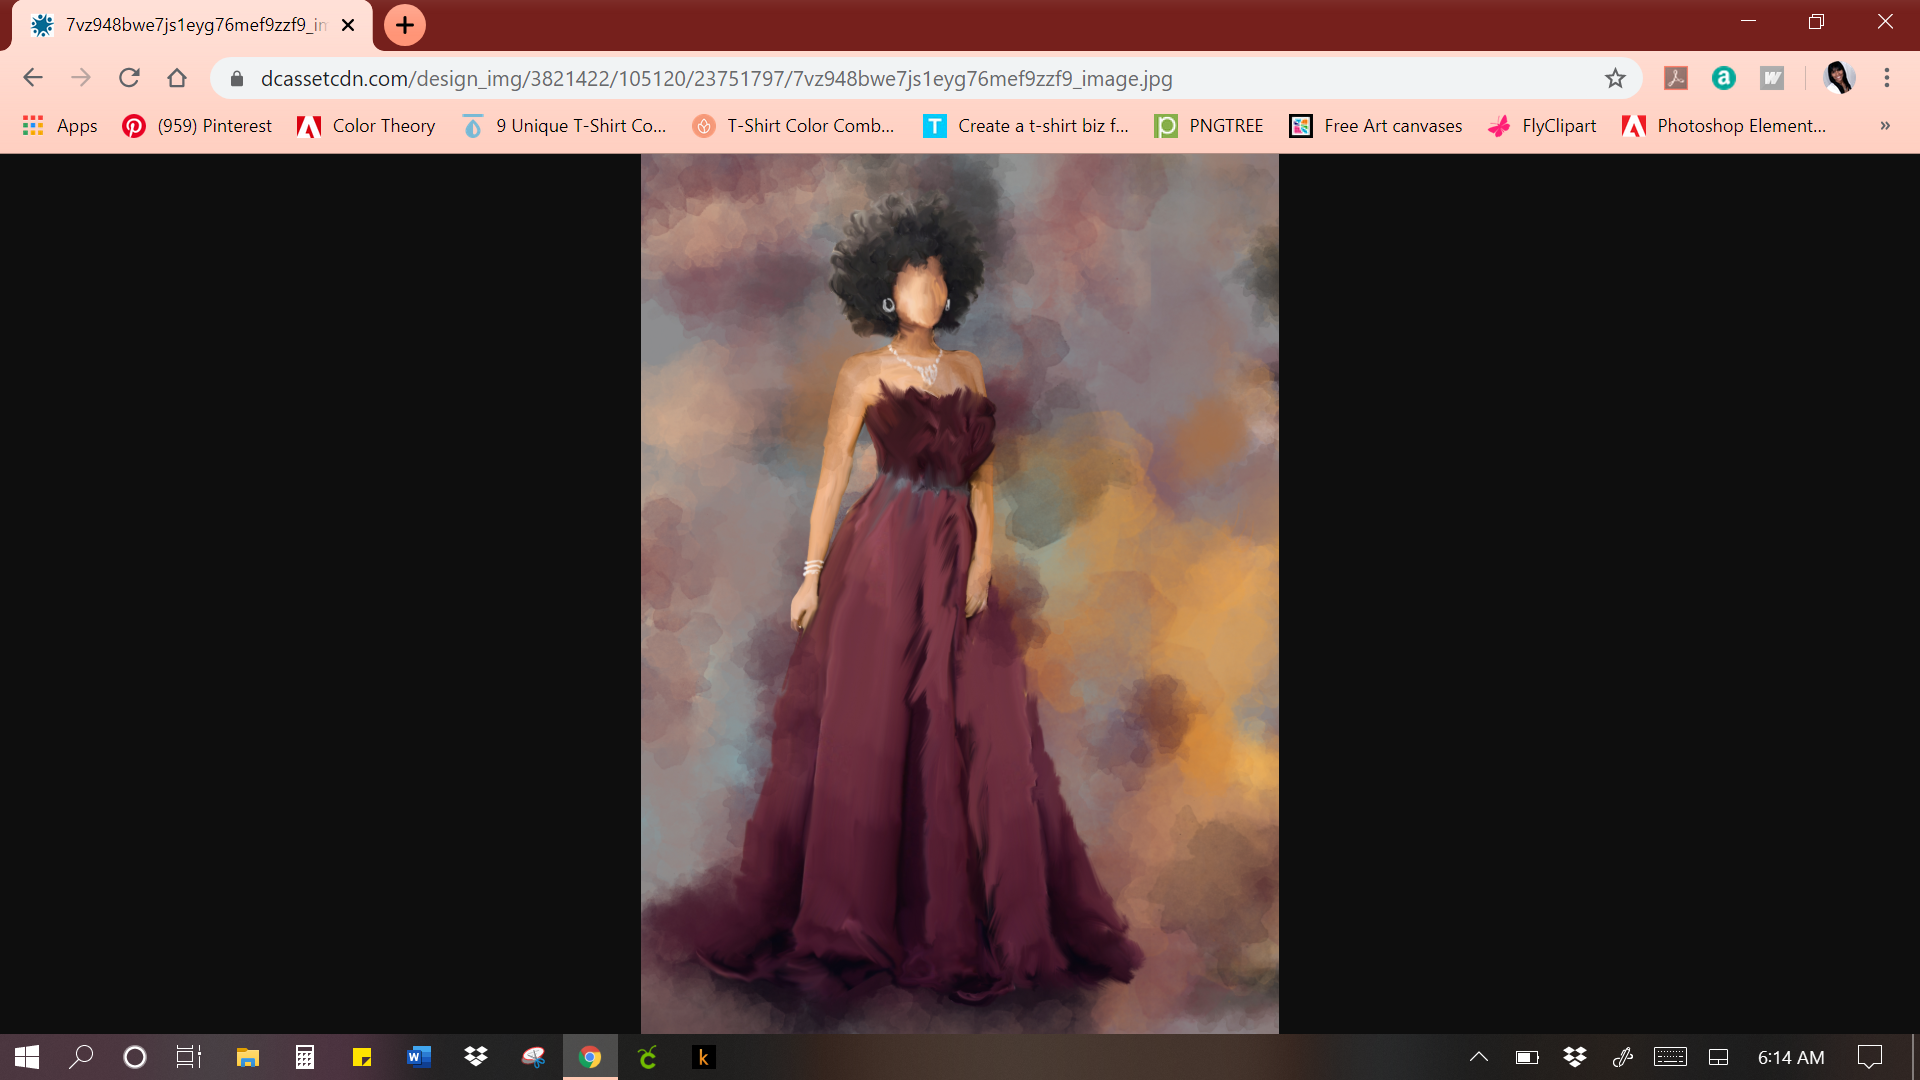 7vz948bwe7js1eyg76mef9zzf9_im
dcassetcdn.com/design_img/3821422/105120/23751797/7vz948bwe7js1eyg76mef9zzf9_image.jpg
Apps (959) Pinterest Color Theory 9 Unique T-Shirt Co... T-Shirt Color Comb... Create a t-shirt biz f... PNGTREE Free Art canvases FlyClipart Photoshop Element... »
6:14 AM